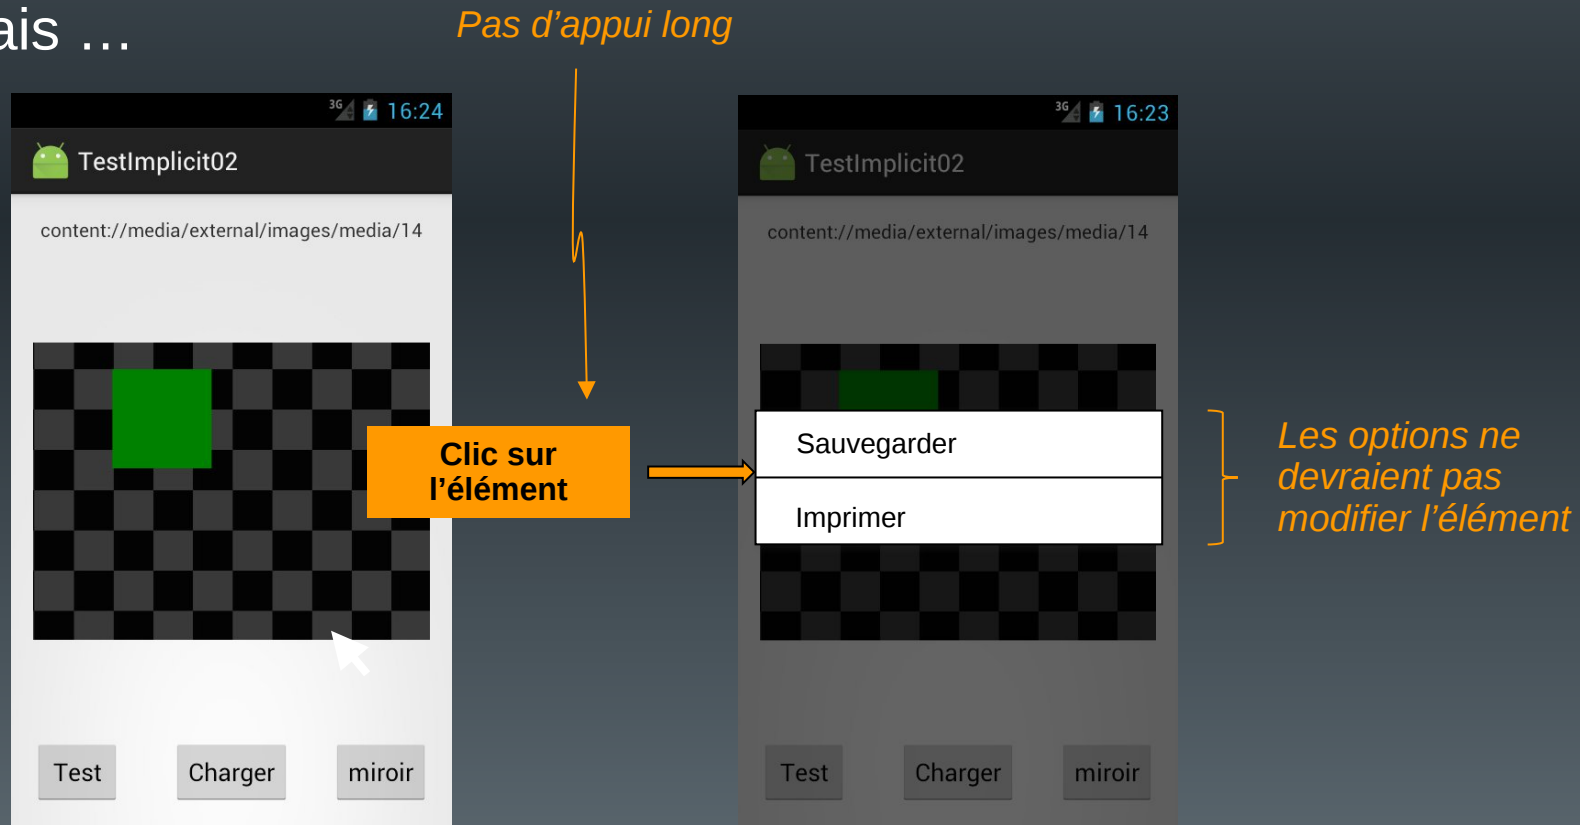 ais …
Pas d’appui long
3G 16:24
TestImplicit02
content://media/external/images/media/14
Test
Charger
miroir
Clic sur
l’élément
3G 16:23
TestImplicit02
content://media/external/images/media/14
Sauvegarder
Imprimer
Test
Charger
miroir
Les options ne
devraient pas
modifier l’élément